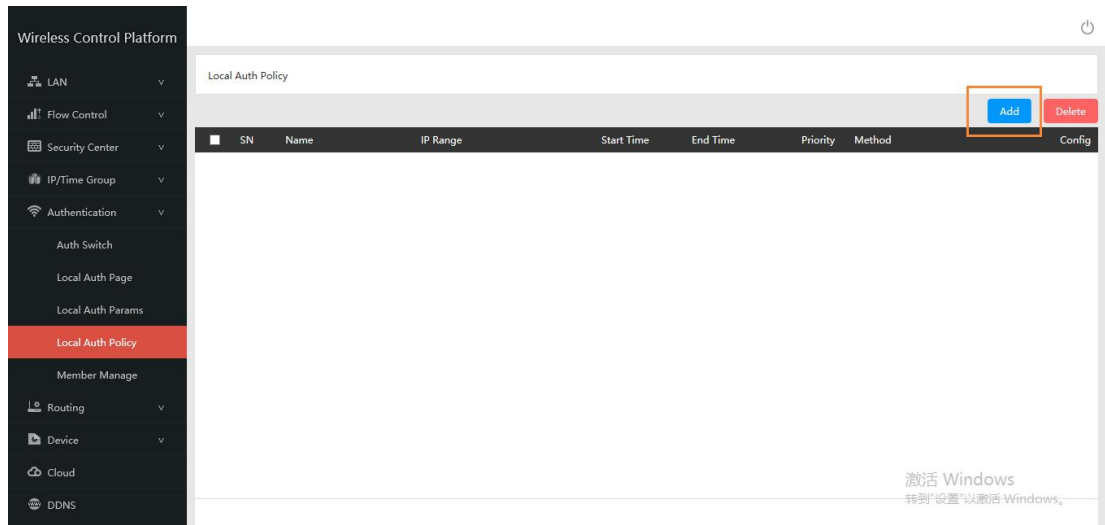 Wireless Control Platform
LAN
Flow Control
Security Center
IP/Time Group
Authentication
Auth Switch
Local Auth Page
Local Auth Params
Local Auth Policy
Member Manage
Routing
Device
Cloud
DDNS
Local Auth Policy
Add Delete
SN Name IP Range Start Time End Time Priority Method Config
激活 Windows
转到"设置"以激活 Windows。